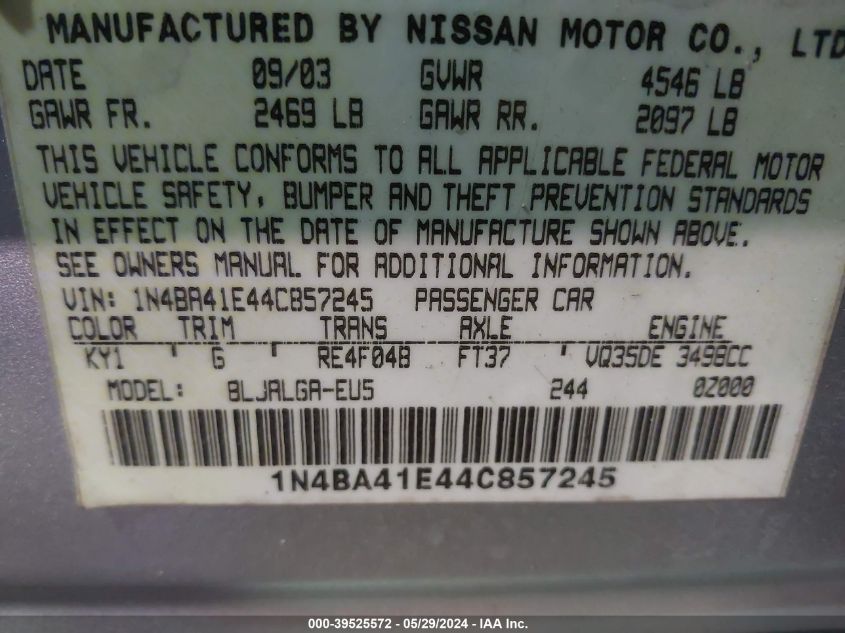 MANUFACTURED BY NISSAN MOTOR CO., LTD
DATE 09/03 GVWR 4546 LB
GAWR FR. 2469 LB GAWR RR. 2097 LB
THIS VEHICLE CONFORMS TO ALL APPLICABLE FEDERAL MOTOR
VEHICLE SAFETY, BUMPER AND THEFT PREVENTION STANDARDS
IN EFFECT ON THE DATE OF MANUFACTURE SHOWN ABOVE.
SEE OWNERS MANUAL FOR ADDITIONAL INFORMATION.
VIN: 1N4BA41E44C857245 PASSENGER CAR
COLOR TRIM TRANS AXLE ENGINE
KY1 ' G ' RE4F04B FT37 ' VQ35DE 3498CC
MODEL: BLJALGA-EU5 244 0Z000
1N4BA41E44C857245
000-39525572 - 05/29/2024 - IAA Inc.